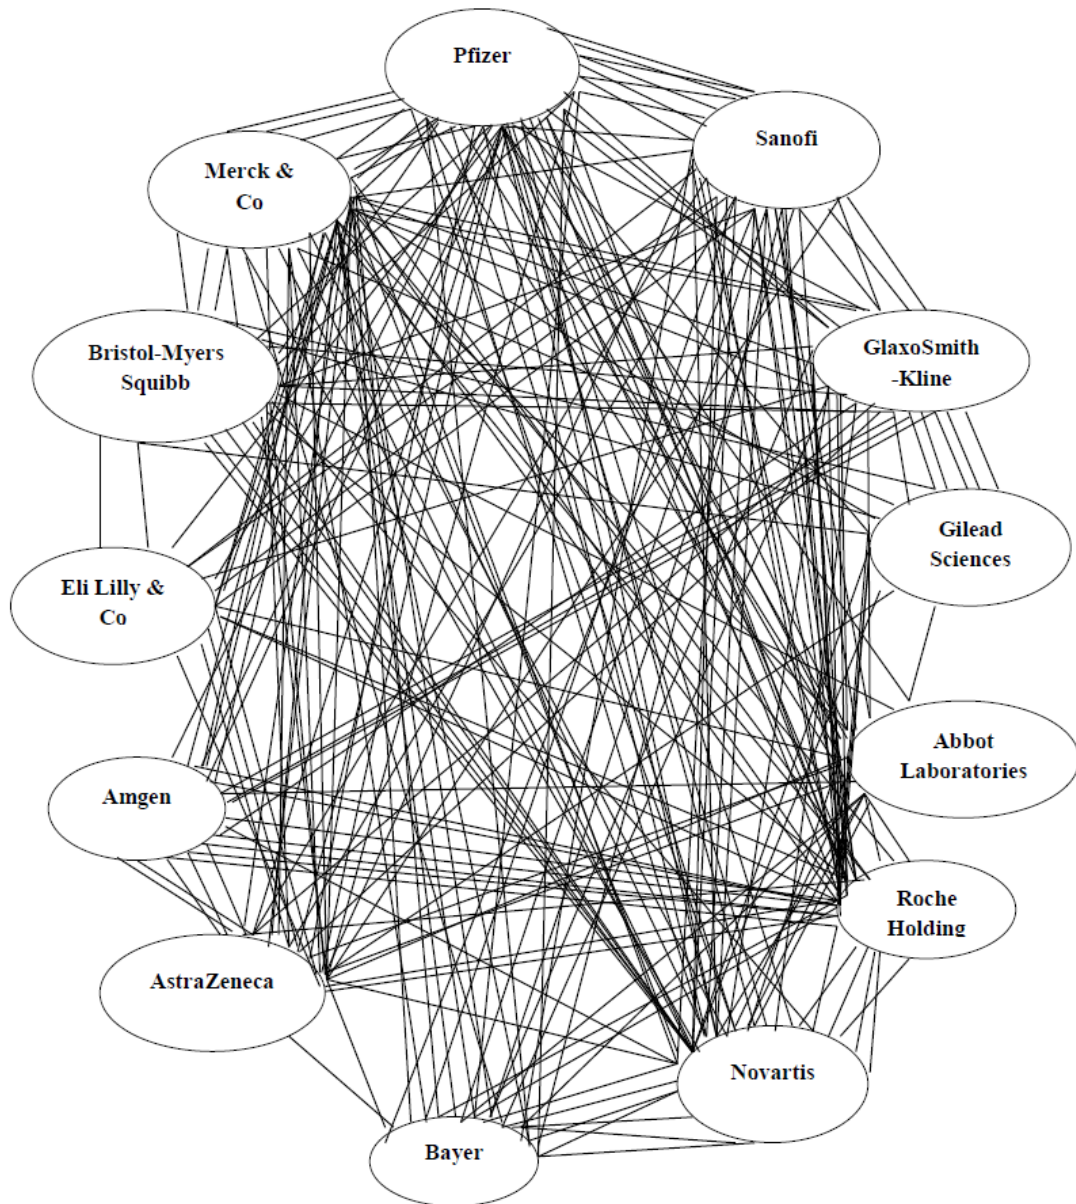 Pfizer
Sanofi
Merck &
Co
Bristol-Myers
Squibb
GlaxoSmith
-Kline
Gilead
Sciences
Eli Lilly &
Co
Abbot
Laboratories
Amgen
Roche
Holding
AstraZeneca
Novartis
Bayer